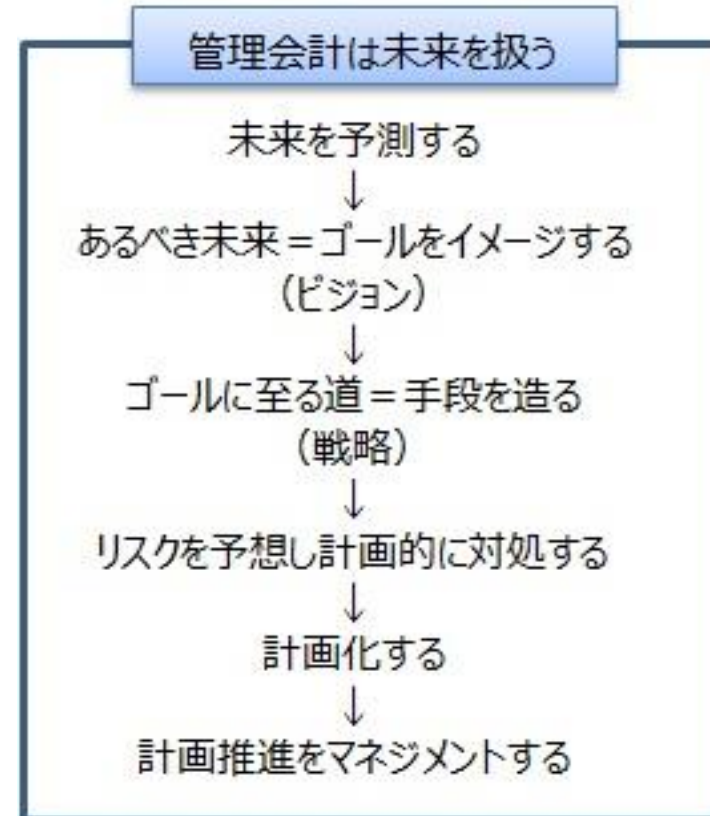 管理会計は未来を扱う
未来を予測する
↓
あるべき未来＝ゴールをイメージする
（ビジョン）
↓
ゴールに至る道＝手段を造る
（戦略）
↓
リスクを予想し計画的に対処する
↓
計画化する
↓
計画推進をマネジメントする